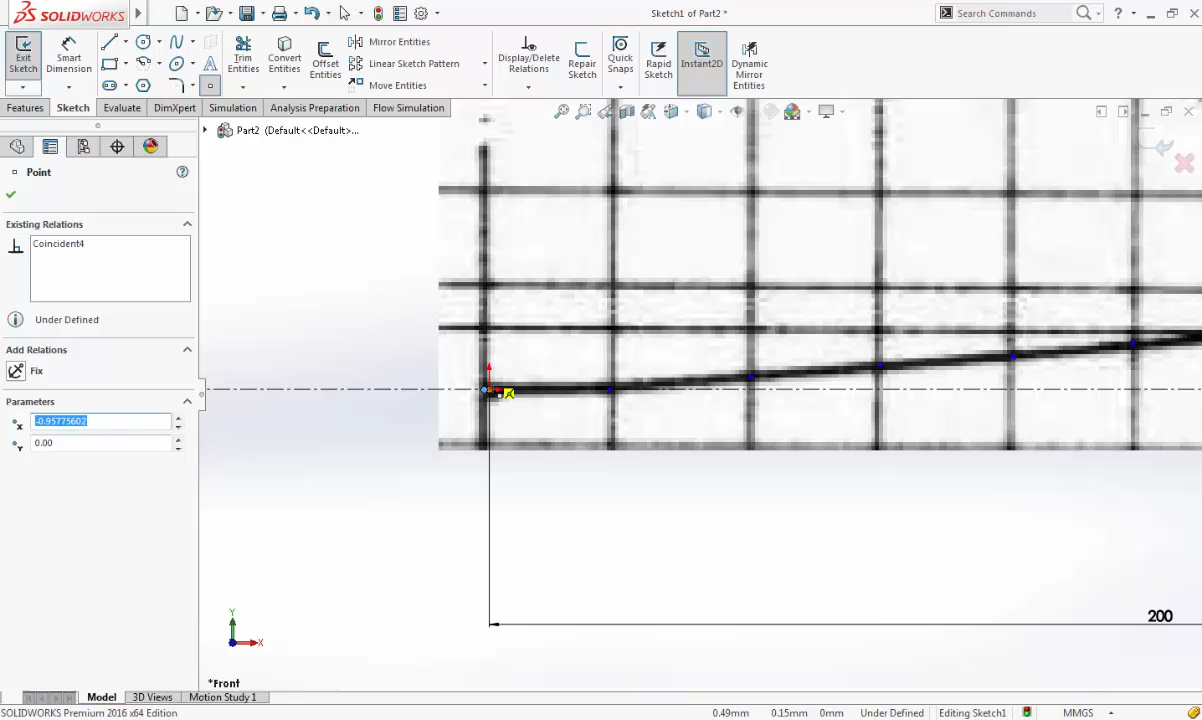 SOLIDWORKS
Sketch1 of Part2 *
Search Commands
Exit Sketch
Smart Dimension
Trim Entities
Convert Entities
Offset Entities
Mirror Entities
Linear Sketch Pattern
Move Entities
Display/Delete Relations
Repair Sketch
Quick Snaps
Rapid Sketch
Instant2D
Dynamic Mirror Entities
Features
Sketch
Evaluate
DimXpert
Simulation
Analysis Preparation
Flow Simulation
Part2 (Default<<Default>...
Point
Existing Relations
Coincident4
Under Defined
Add Relations
Fix
Parameters
-0.95775602
0.00
200
Y
X
*Front
Model
3D Views
Motion Study 1
SOLIDWORKS Premium 2016 x64 Edition
0.49mm
0.15mm
0mm
Under Defined
Editing Sketch1
MMGS